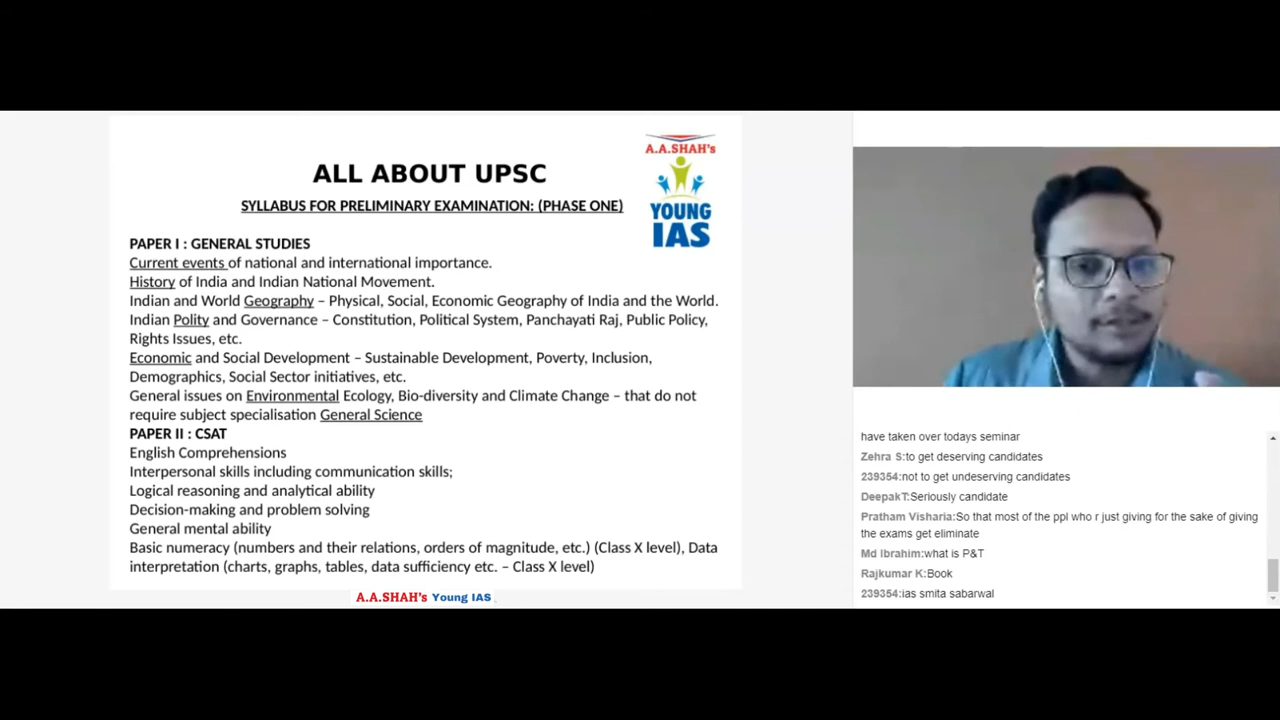 ALL ABOUT UPSC
SYLLABUS FOR PRELIMINARY EXAMINATION: (PHASE ONE)
A.A.SHAH's
YOUNG
IAS
PAPER I : GENERAL STUDIES
Current events of national and international importance.
History of India and Indian National Movement.
Indian and World Geography – Physical, Social, Economic Geography of India and the World.
Indian Polity and Governance – Constitution, Political System, Panchayati Raj, Public Policy,
Rights Issues, etc.
Economic and Social Development – Sustainable Development, Poverty, Inclusion,
Demographics, Social Sector initiatives, etc.
General issues on Environmental Ecology, Bio-diversity and Climate Change – that do not
require subject specialisation General Science
PAPER II : CSAT
English Comprehensions
Interpersonal skills including communication skills;
Logical reasoning and analytical ability
Decision-making and problem solving
General mental ability
Basic numeracy (numbers and their relations, orders of magnitude, etc.) (Class X level), Data
interpretation (charts, graphs, tables, data sufficiency etc. – Class X level)
A.A.SHAH's Young IAS
have taken over todays seminar
Zehra S:to get deserving candidates
239354:not to get undeserving candidates
DeepakT:Seriously candidate
Pratham Visharia:So that most of the ppl who r just giving for the sake of giving
the exams get eliminate
Md Ibrahim:what is P&T
Rajkumar K:Book
239354:ias smita sabarwal